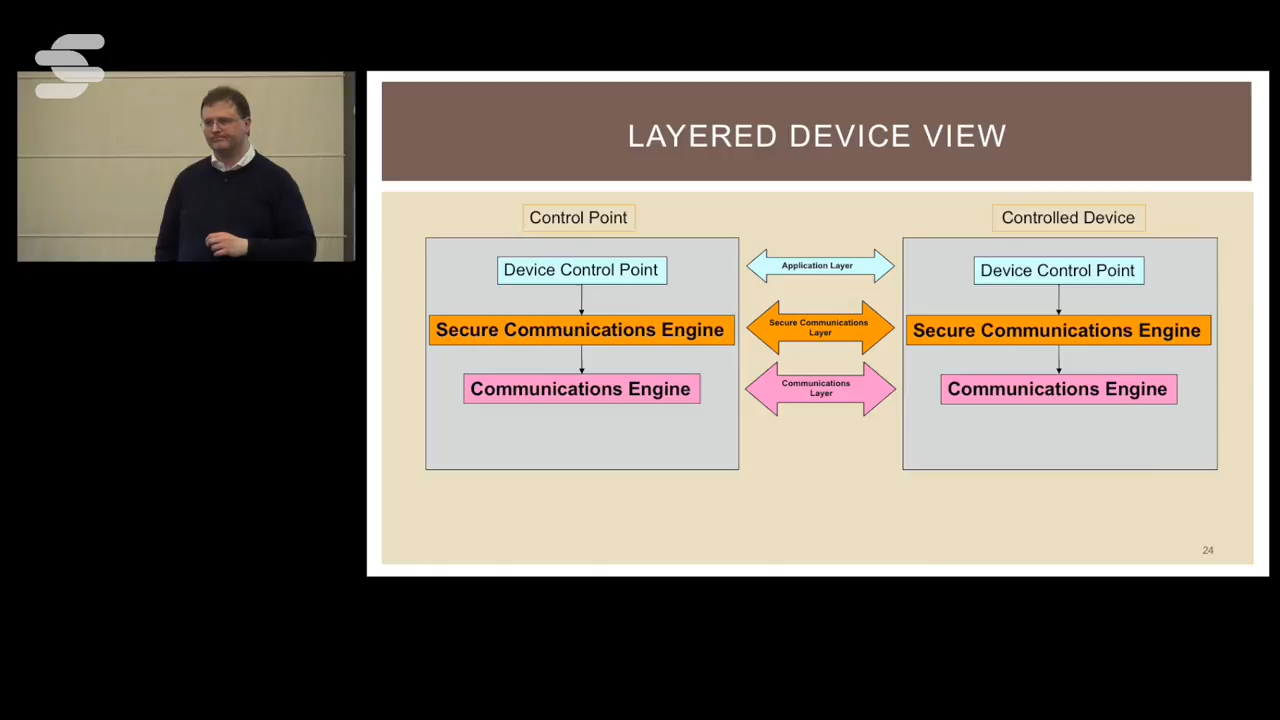 LAYERED DEVICE VIEW
Control Point
Controlled Device
Device Control Point
Application Layer
Device Control Point
Secure Communications Engine
Secure Communications
Layer
Secure Communications Engine
Communications Engine
Communications
Layer
Communications Engine
24